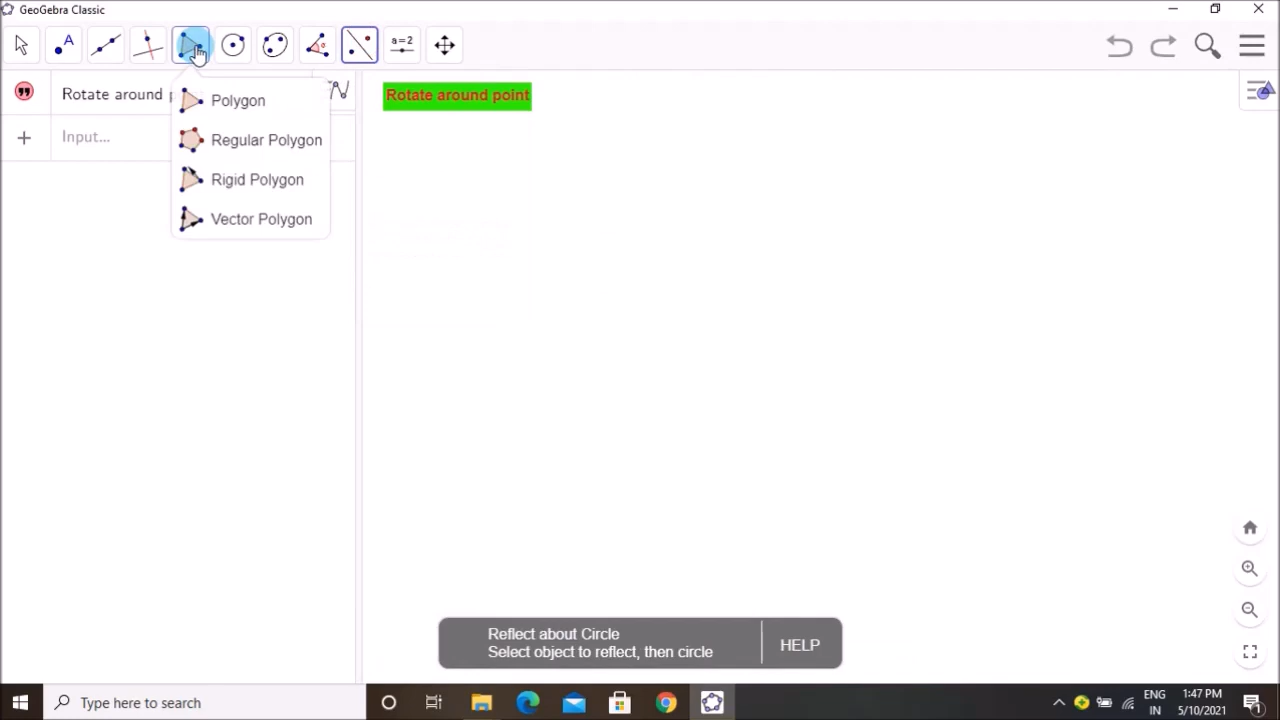 GeoGebra Classic
A
a=2
Rotate around p
Rotate around point
Input...
Polygon
Regular Polygon
Rigid Polygon
Vector Polygon
Reflect about Circle
Select object to reflect, then circle
HELP
Type here to search
ENG
IN
1:47 PM
5/10/2021
1